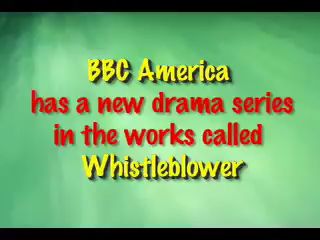 BBC America
has a new drama series
in the works called
Whistleblower